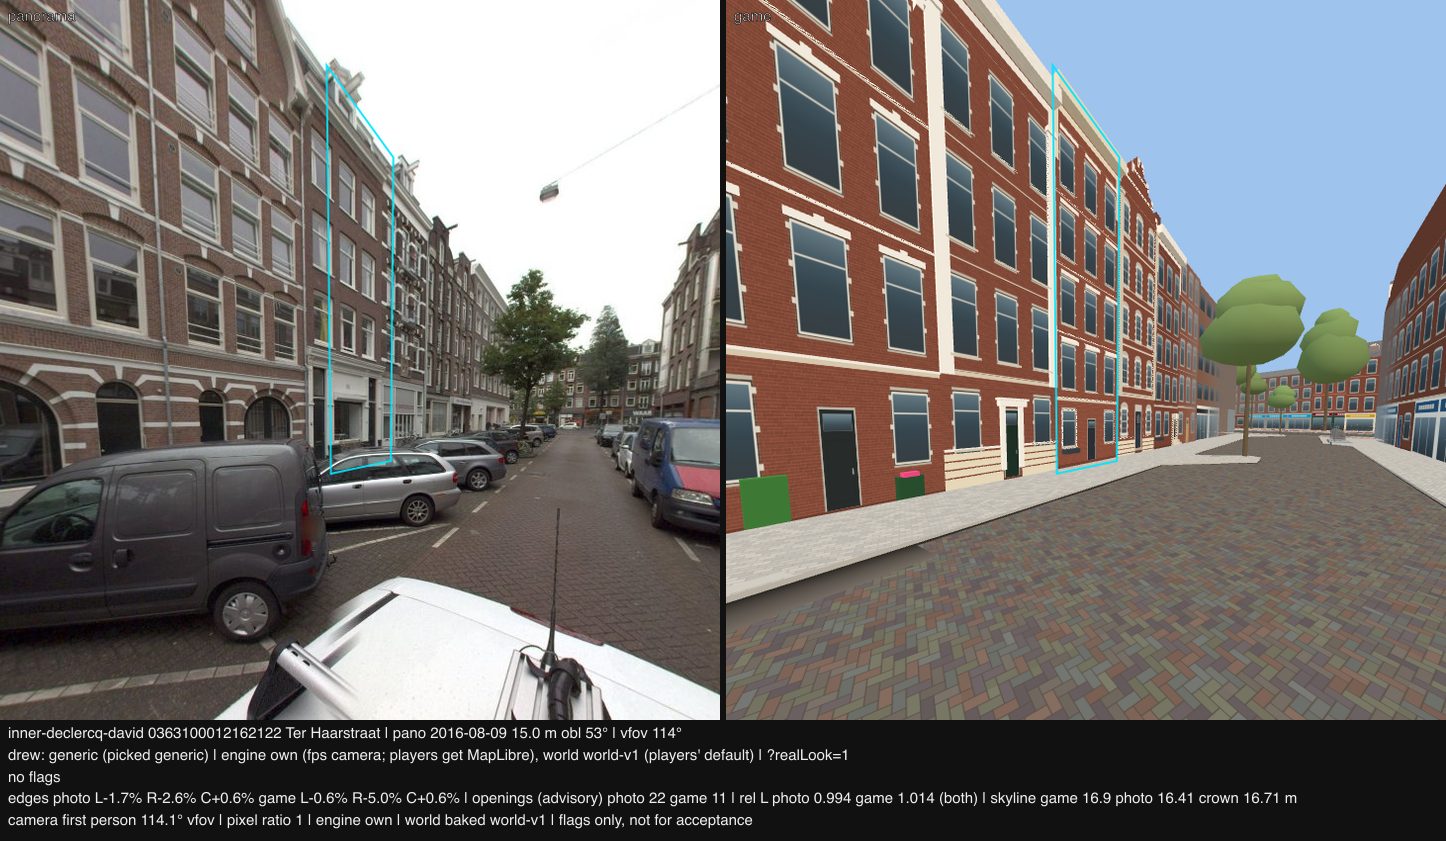 panorama
game
WAAR
inner-declercq-david 0363100012162122 Ter Haarstraat | pano 2016-08-09 15.0 m obl 53° | vfov 114°
drew: generic (picked generic) | engine own (fps camera; players get MapLibre), world world-v1 (players' default) | ?realLook=1
no flags
edges photo L-1.7% R-2.6% C+0.6% game L-0.6% R-5.0% C+0.6% | openings (advisory) photo 22 game 11 | rel L photo 0.994 game 1.014 (both) | skyline game 16.9 photo 16.41 crown 16.71 m
camera first person 114.1° vfov | pixel ratio 1 | engine own | world baked world-v1 | flags only, not for acceptance